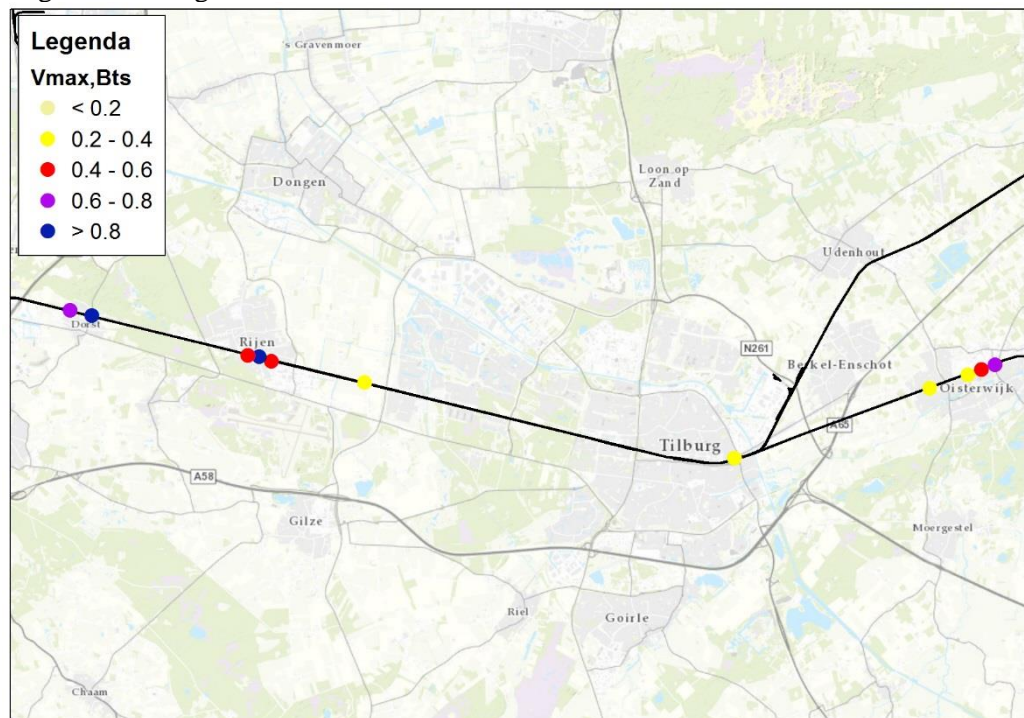 Legenda
Vmax,Bts
< 0.2
0.2 - 0.4
0.4 - 0.6
0.6 - 0.8
> 0.8
's Gravenmoer
Dongen
Loon op
Zand
Udenhout
Dorst
Rijen
N261
Berkel-Enschot
Oisterwijk
Tilburg
A65
A58
Gilze
Moergestel
Riel
Goirle
Chaam